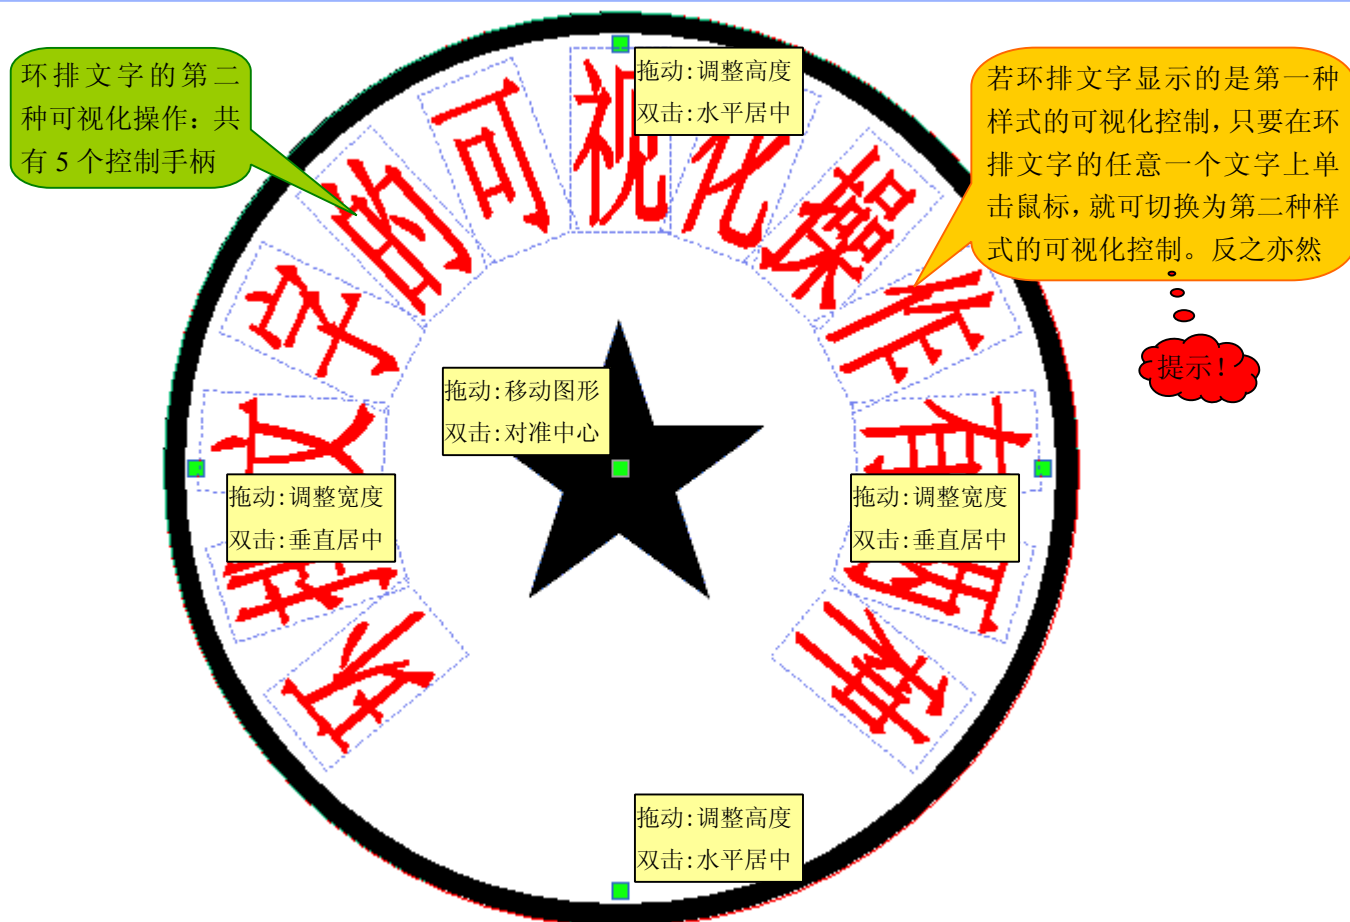 环排文字的第二
种可视化操作：共
有 5 个控制手柄
拖动:调整高度
双击:水平居中
若环排文字显示的是第一种
样式的可视化控制，只要在环
排文字的任意一个文字上单
击鼠标，就可切换为第二种样
式的可视化控制。反之亦然
提示！
环排文字的可视化操作有两种
拖动:移动图形
双击:对准中心
拖动:调整宽度
双击:垂直居中
拖动:调整宽度
双击:垂直居中
拖动:调整高度
双击:水平居中